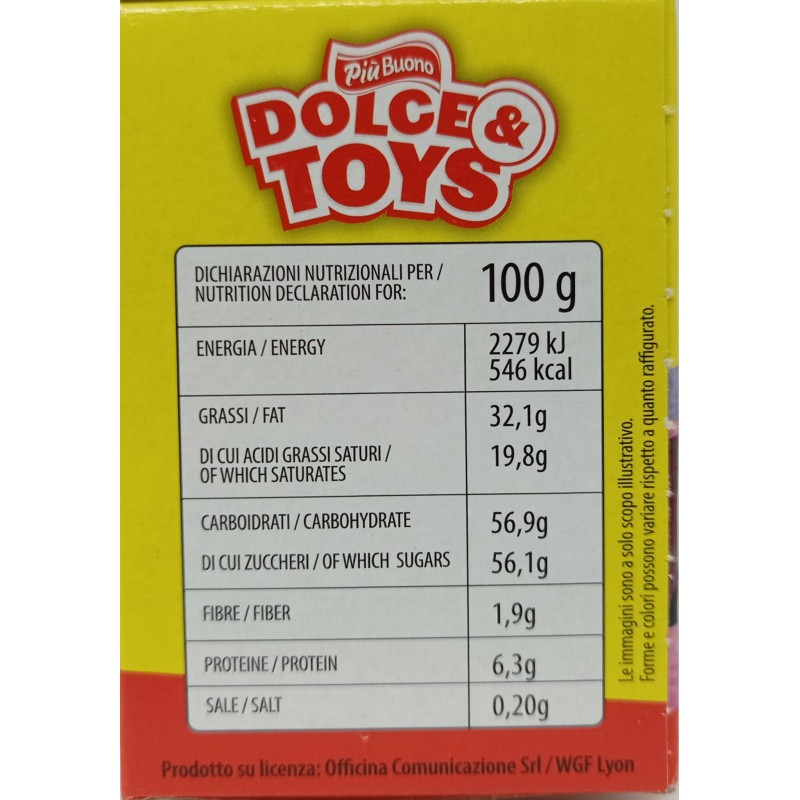 Più Buono
DOLCE &
TOYS
DICHIARAZIONI NUTRIZIONALI PER /
NUTRITION DECLARATION FOR:
100 g
ENERGIA / ENERGY
2279 kJ
546 kcal
GRASSI / FAT
32,1g
DI CUI ACIDI GRASSI SATURI /
OF WHICH SATURATES
19,8g
CARBOIDRATI / CARBOHYDRATE
56,9g
DI CUI ZUCCHERI / OF WHICH SUGARS
56,1g
FIBRE / FIBER
1,9g
PROTEINE / PROTEIN
6,3g
SALE / SALT
0,20g
Le immagini sono a solo scopo illustrativo.
Forme e colori possono variare rispetto a quanto raffigurato.
Prodotto su licenza: Officina Comunicazione Srl / WGF Lyon